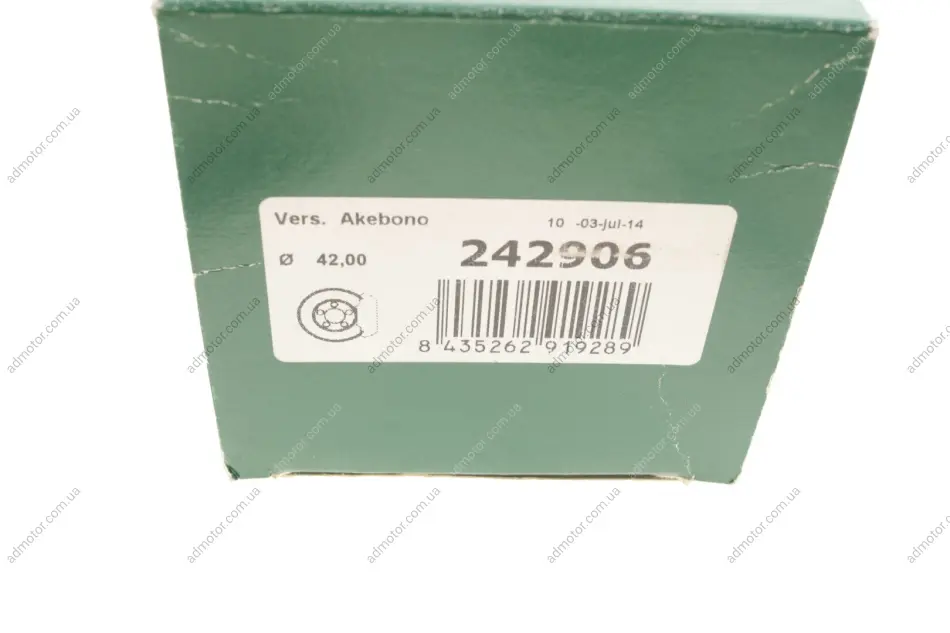 Vers. Akebono
10 -03-jul-14
Ø 42,00
242906
8 435262 919289
admotor.com.ua